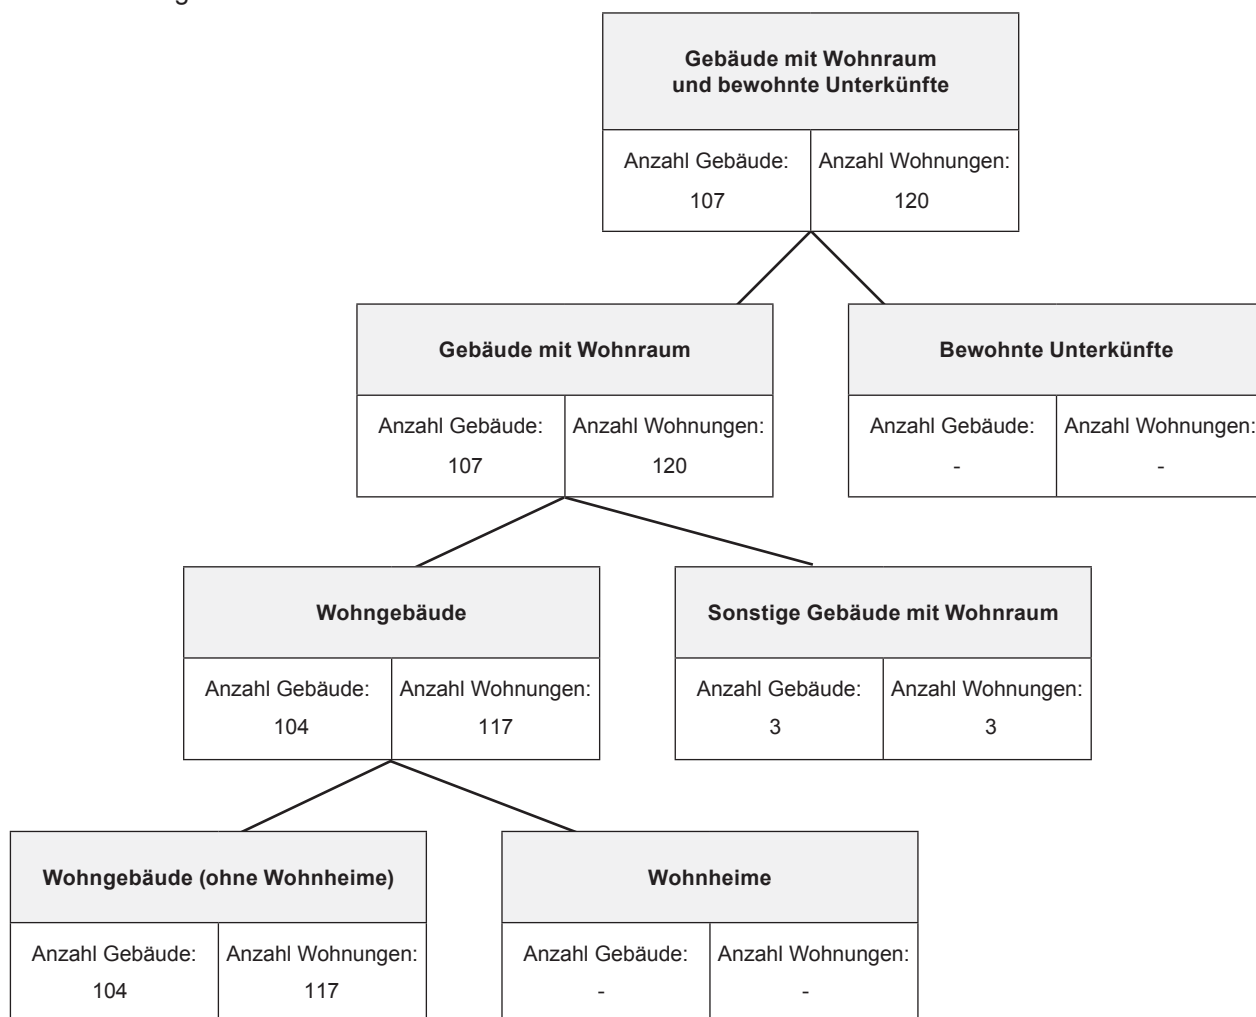 Gebäude mit Wohnraum
und bewohnte Unterkünfte
Anzahl Gebäude: Anzahl Wohnungen:
107 120
Gebäude mit Wohnraum
Anzahl Gebäude: Anzahl Wohnungen:
107 120
Bewohnte Unterkünfte
Anzahl Gebäude: Anzahl Wohnungen:
- -
Wohngebäude
Anzahl Gebäude: Anzahl Wohnungen:
104 117
Sonstige Gebäude mit Wohnraum
Anzahl Gebäude: Anzahl Wohnungen:
3 3
Wohngebäude (ohne Wohnheime)
Anzahl Gebäude: Anzahl Wohnungen:
104 117
Wohnheime
Anzahl Gebäude: Anzahl Wohnungen:
- -